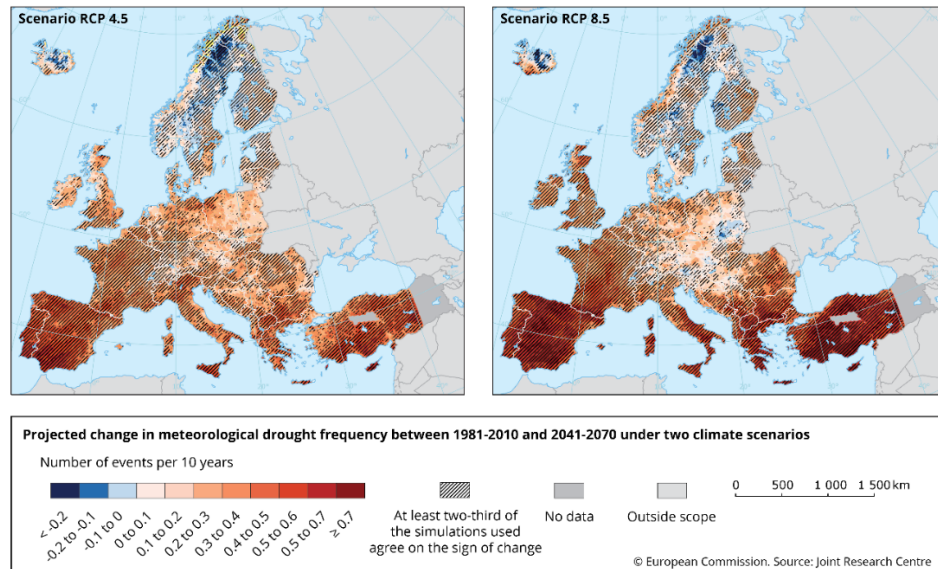 Scenario RCP 4.5
Scenario RCP 8.5
Projected change in meteorological drought frequency between 1981-2010 and 2041-2070 under two climate scenarios
Number of events per 10 years
< -0.2
-0.2 to -0.1
-0.1 to 0
0 to 0.1
0.1 to 0.2
0.2 to 0.3
0.3 to 0.4
0.4 to 0.5
0.5 to 0.6
0.5 to 0.7
≥ 0.7
At least two-third of
the simulations used
agree on the sign of change
No data
Outside scope
0 500 1 000 1 500 km
© European Commission. Source: Joint Research Centre